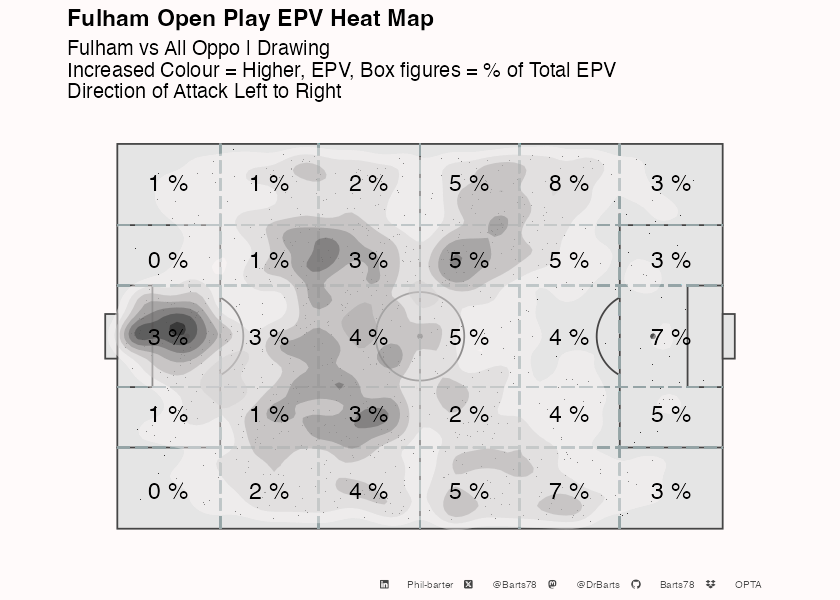 Fulham Open Play EPV Heat Map
Fulham vs All Oppo | Drawing
Increased Colour = Higher, EPV, Box figures = % of Total EPV
Direction of Attack Left to Right
1 % 1 % 2 % 5 % 8 % 3 %
0 % 1 % 3 % 5 % 5 % 3 %
3 % 3 % 4 % 5 % 4 % 7 %
1 % 1 % 3 % 2 % 4 % 5 %
0 % 2 % 4 % 5 % 7 % 3 %
Phil-barter @Barts78 @DrBarts Barts78 OPTA